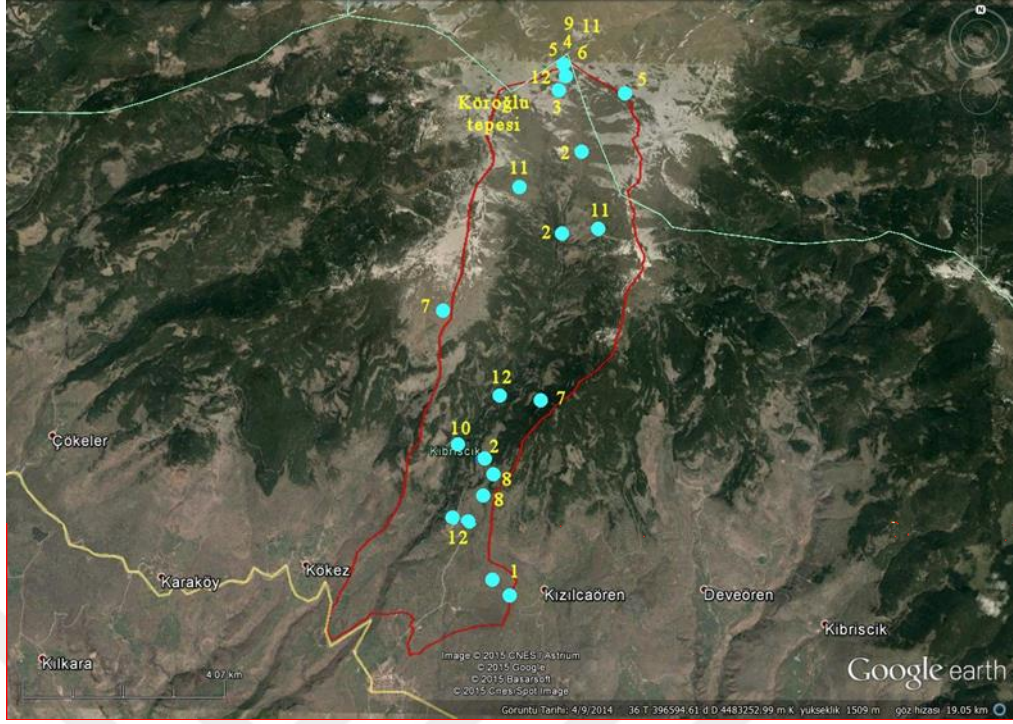 N
9 11
4
5 6
12
5
3
Köroğlu
tepesi
2
11
11
2
7
12
7
10
2
Kıbrıscık
8
8
12
1
Çökeler
Karaköy
Kökez
Kızılcaören
Deveören
Kıbrıscık
Kılkara
4.07 km
Image © 2015 CNES / Astrium
© 2015 Google
© 2015 Basarsoft
© 2015 Cnes/Spot Image
Google earth
Görüntü Tarihi: 4/9/2014 36 T 396594.61 d D 4483252.99 m K yükseklik 1509 m göz hizası 19.05 km